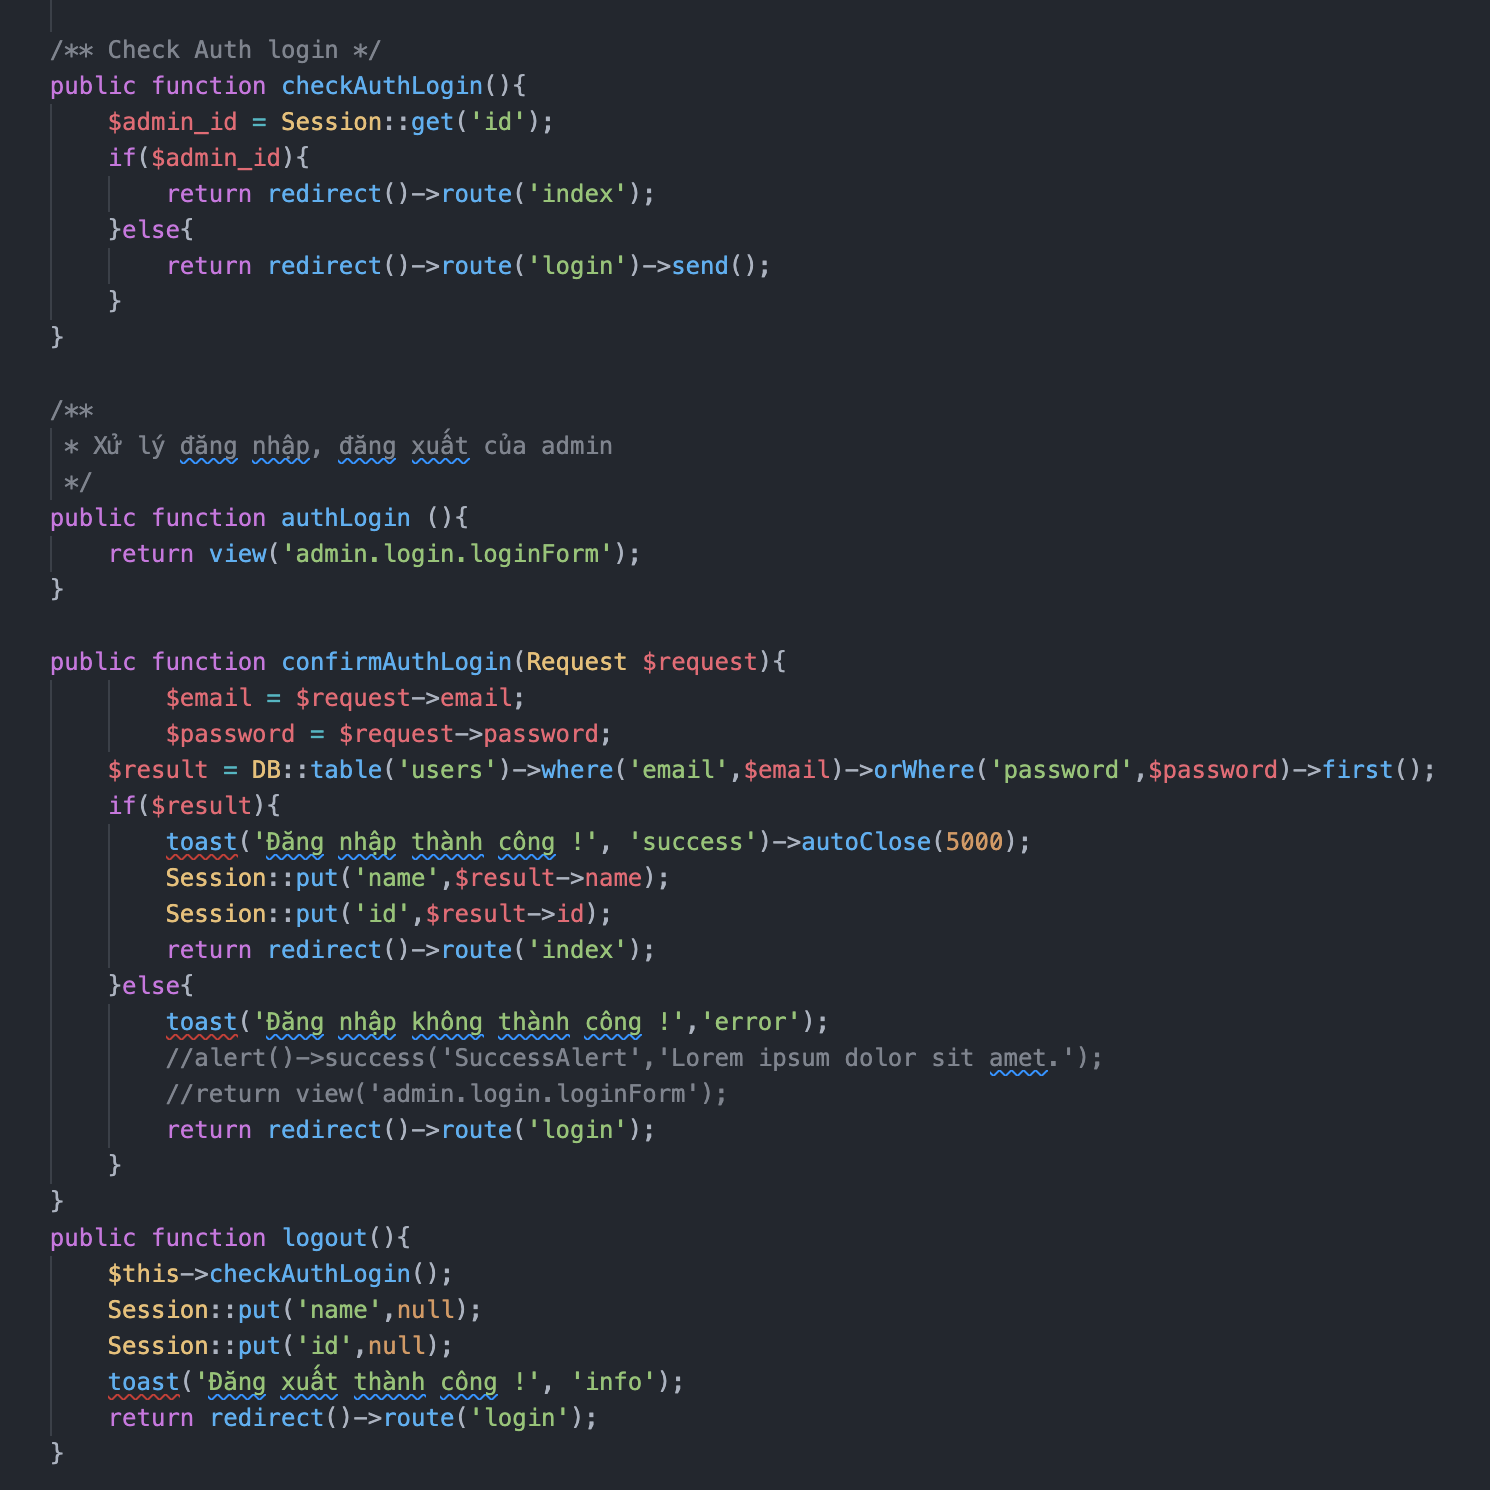 /** Check Auth login */
public function checkAuthLogin(){
    $admin_id = Session::get('id');
    if($admin_id){
        return redirect()->route('index');
    }else{
        return redirect()->route('login')->send();
    }
}

/**
 * Xử lý đăng nhập, đăng xuất của admin
 */
public function authLogin (){
    return view('admin.login.loginForm');
}

public function confirmAuthLogin(Request $request){
        $email = $request->email;
        $password = $request->password;
    $result = DB::table('users')->where('email',$email)->orWhere('password',$password)->first();
    if($result){
        toast('Đăng nhập thành công !', 'success')->autoClose(5000);
        Session::put('name',$result->name);
        Session::put('id',$result->id);
        return redirect()->route('index');
    }else{
        toast('Đăng nhập không thành công !','error');
        //alert()->success('SuccessAlert','Lorem ipsum dolor sit amet.');
        //return view('admin.login.loginForm');
        return redirect()->route('login');
    }
}
public function logout(){
    $this->checkAuthLogin();
    Session::put('name',null);
    Session::put('id',null);
    toast('Đăng xuất thành công !', 'info');
    return redirect()->route('login');
}